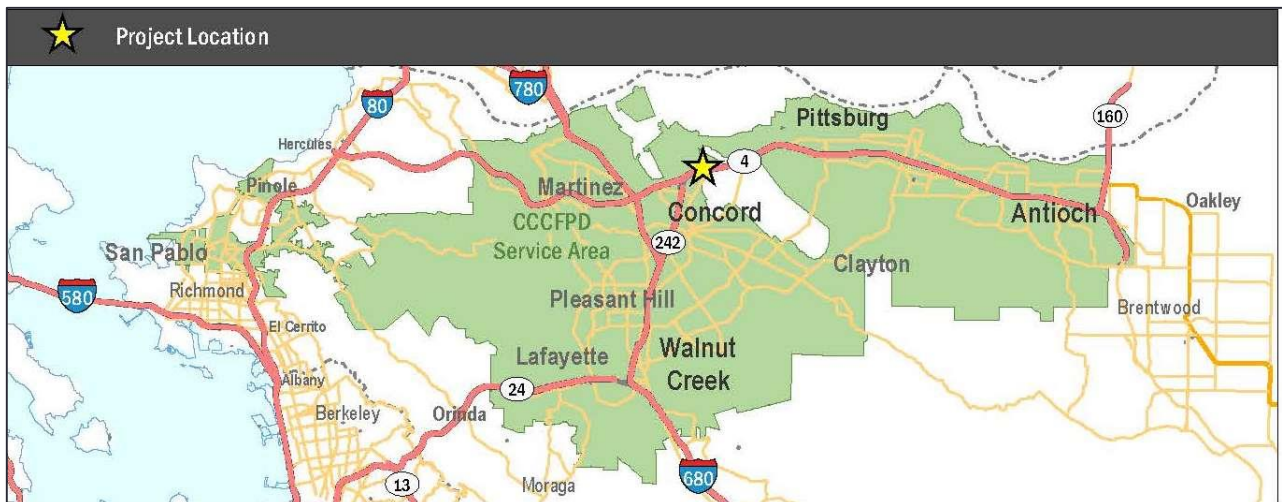 Project Location
780
80
160
Pittsburg
Hercules
4
Pinole
Martinez
Oakley
Concord
Antioch
CCCFPD
Service Area
242
San Pablo
Clayton
Richmond
580
Pleasant Hill
Brentwood
El Cerrito
Walnut
Creek
Lafayette
Albany
24
Berkeley
Orinda
680
13
Moraga